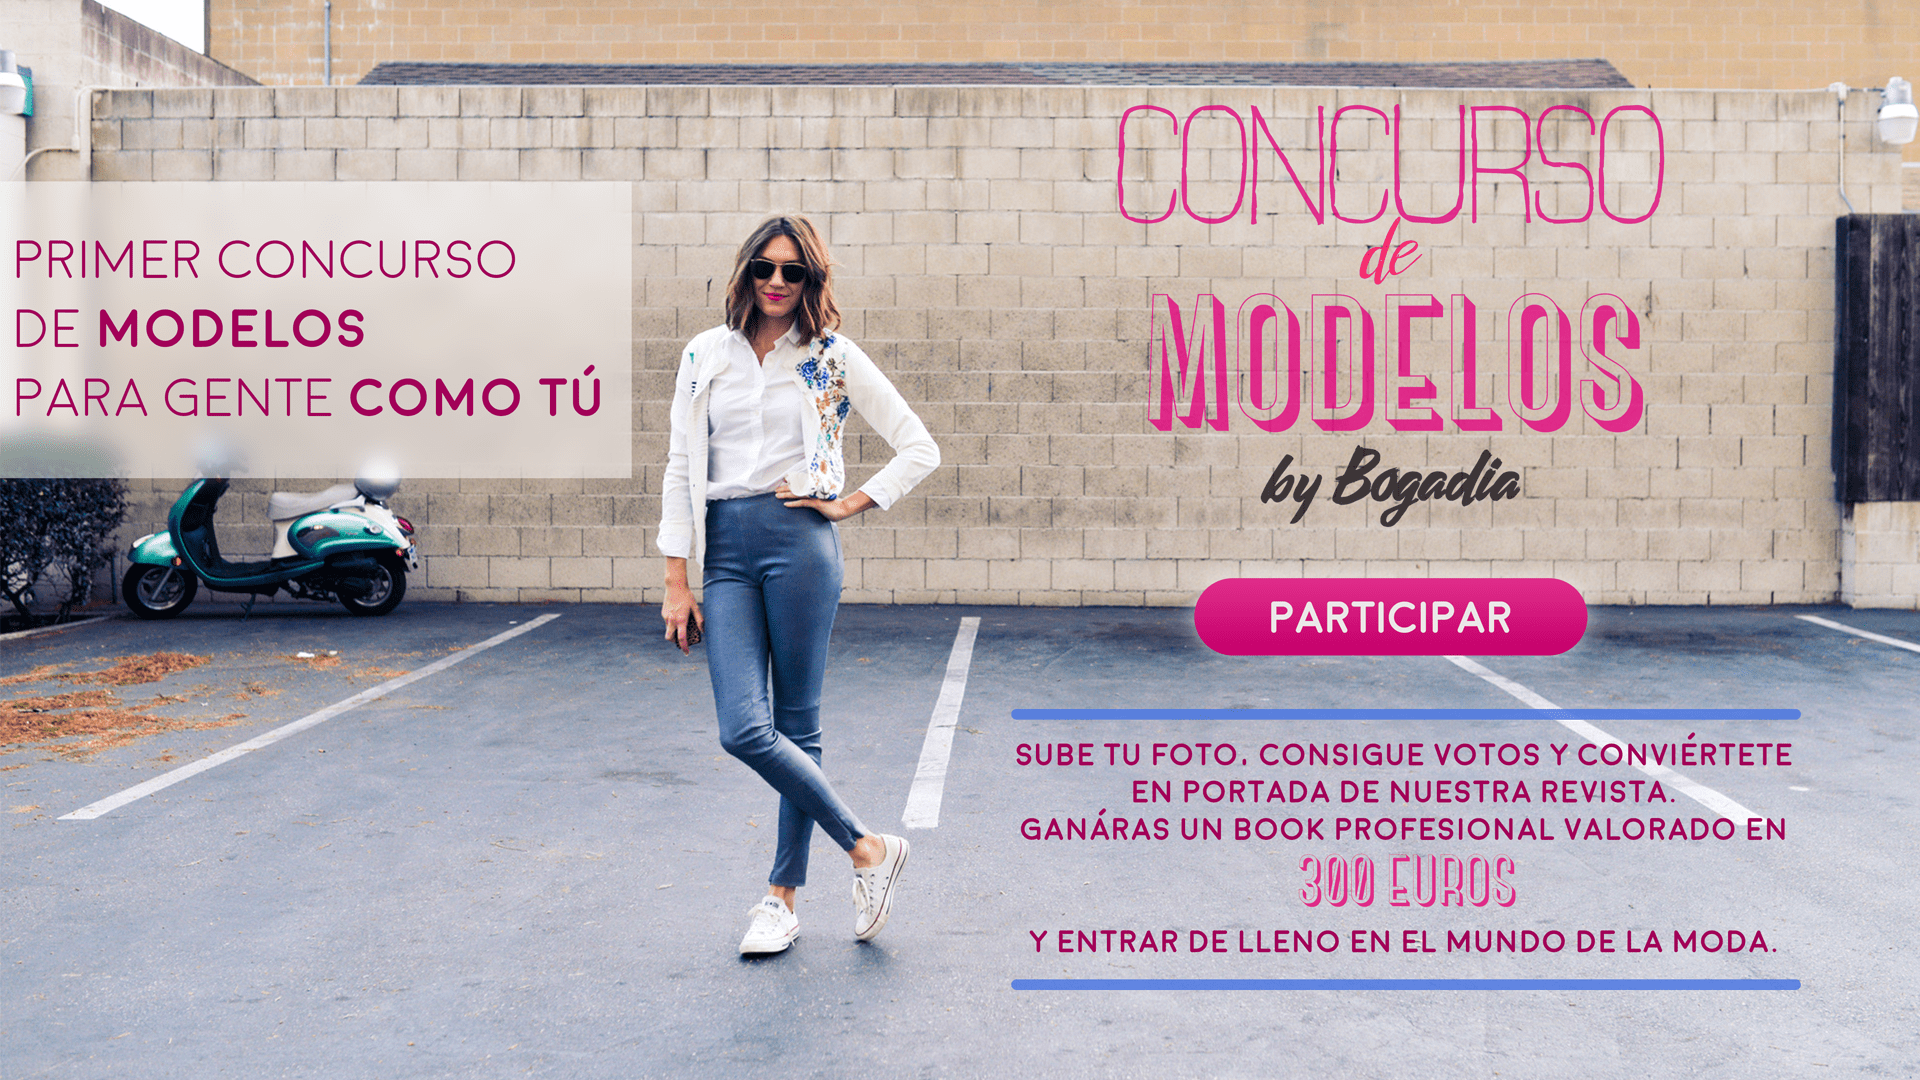 PRIMER CONCURSO
DE MODELOS
PARA GENTE COMO TÚ
CONCURSO
de
MODELOS
by Bogadia
PARTICIPAR
SUBE TU FOTO, CONSIGUE VOTOS Y CONVIÉRTETE
EN PORTADA DE NUESTRA REVISTA.
GANÁRAS UN BOOK PROFESIONAL VALORADO EN
300 EUROS
Y ENTRAR DE LLENO EN EL MUNDO DE LA MODA.